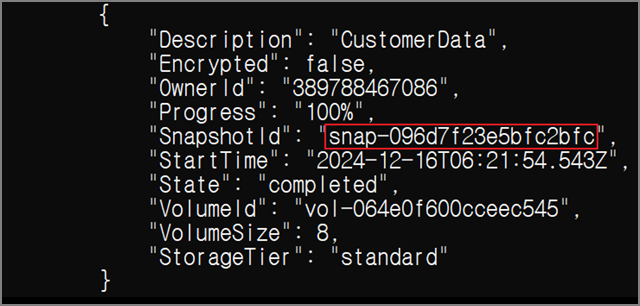 {
"Description": "CustomerData",
"Encrypted": false,
"OwnerId": "389788467086",
"Progress": "100%",
"SnapshotId": "snap-096d7f23e5bfc2bfc",
"StartTime": "2024-12-16T06:21:54.543Z",
"State": "completed",
"VolumeId": "vol-064e0f600cceec545",
"VolumeSize": 8,
"StorageTier": "standard"
}